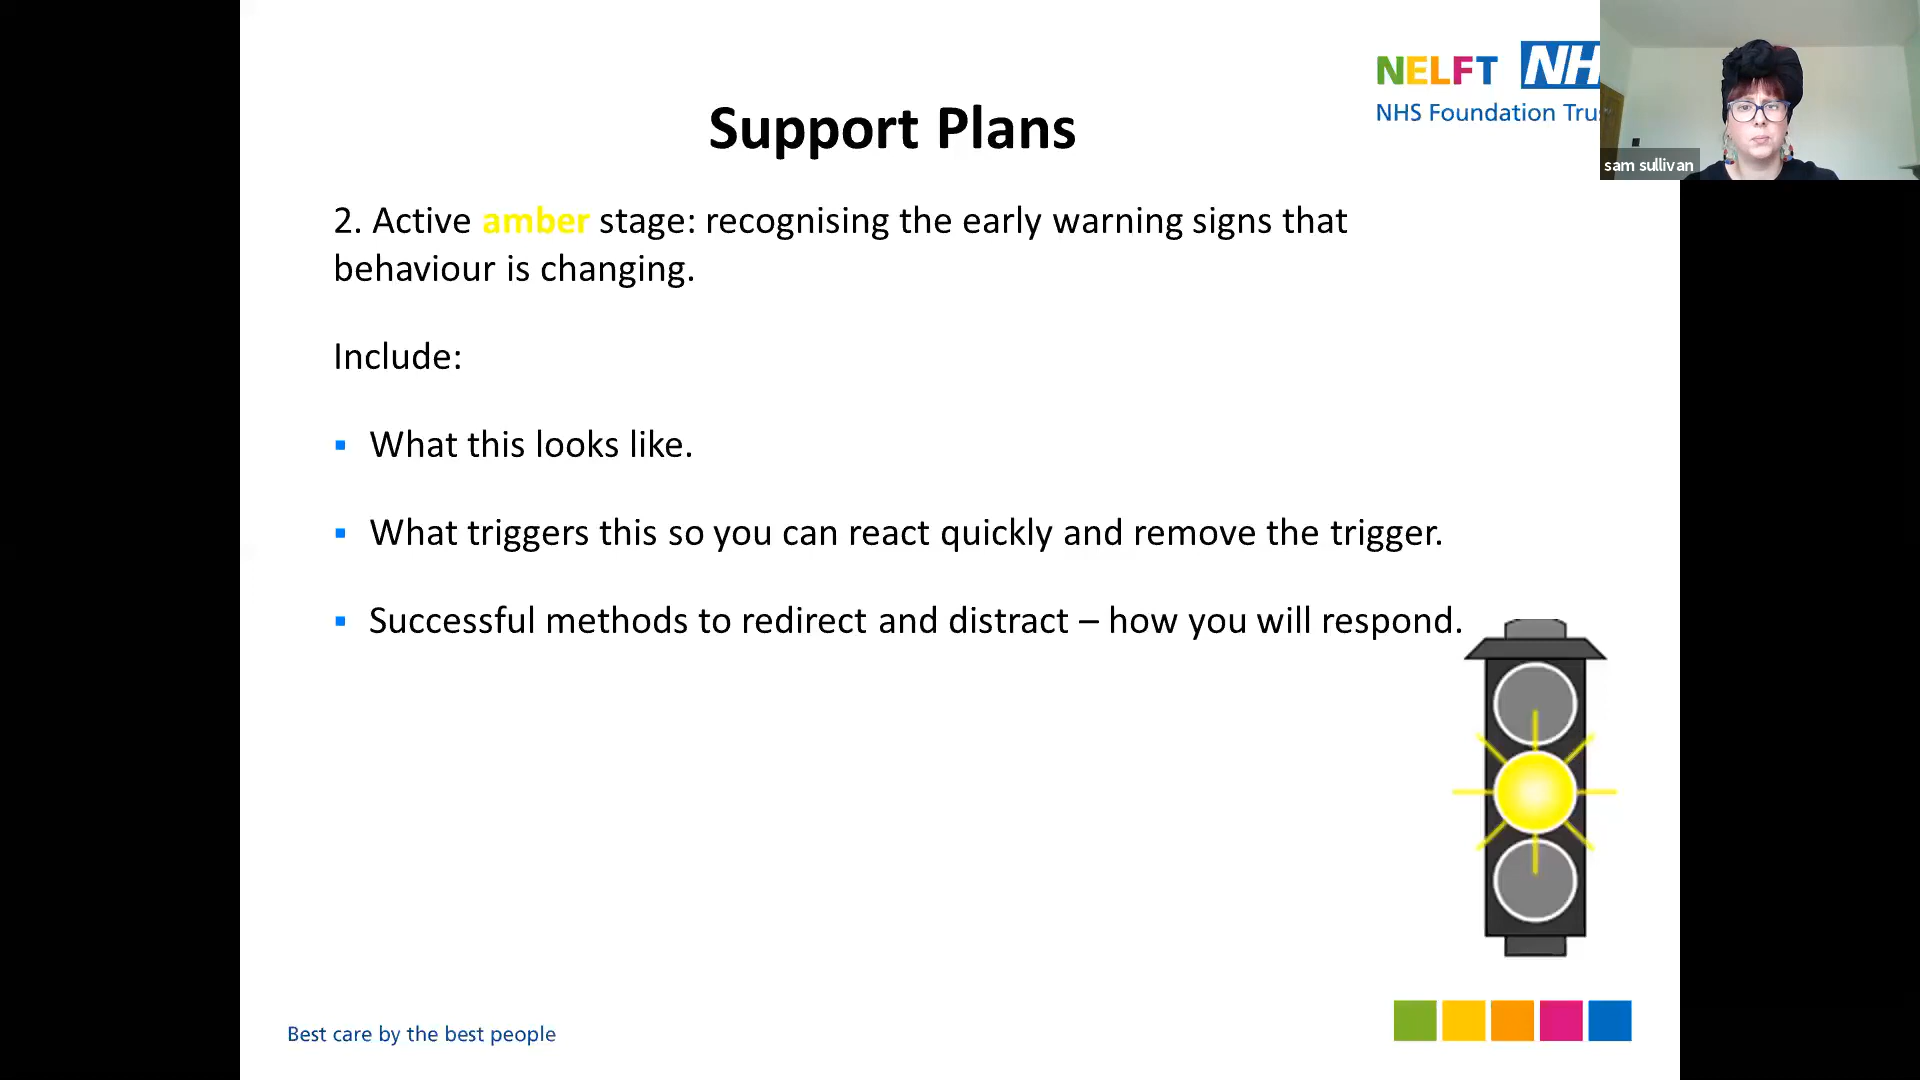 NELFT NH
NHS Foundation Trus
sam sullivan
Support Plans
2. Active amber stage: recognising the early warning signs that
behaviour is changing.
Include:
▪ What this looks like.
▪ What triggers this so you can react quickly and remove the trigger.
▪ Successful methods to redirect and distract – how you will respond.
Best care by the best people